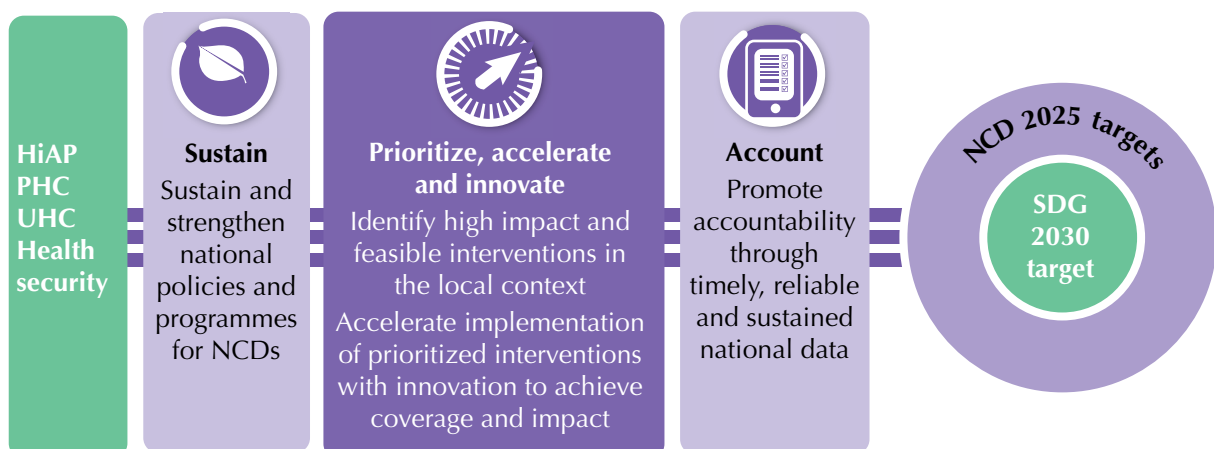 HiAP
PHC
UHC
Health
security
Sustain
Sustain and
strengthen
national
policies and
programmes
for NCDs
Prioritize, accelerate
and innovate
Identify high impact and
feasible interventions in
the local context
Accelerate implementation
of prioritized interventions
with innovation to achieve
coverage and impact
Account
Promote
accountability
through
timely, reliable
and sustained
national data
NCD 2025 targets
SDG
2030
target